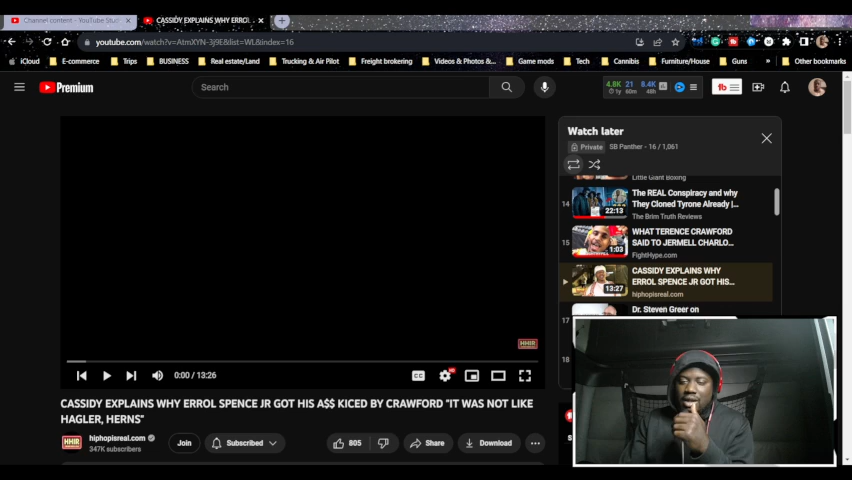 Channel content - YouTube Stu
CASSIDY EXPLAINS WHY ERROL
youtube.com/watch?v=AtmXYN-3j9E&list=WL&index=16
iCloud
E-commerce
Trips
BUSINESS
Real estate/Land
Trucking & Air Pilot
Freight brokering
Videos & Photos &...
Game mods
Tech
Cannibis
Furniture/House
Guns
»
Other bookmarks
Premium
Search
4.8K 21 8.4K
1y 60m 48h
Watch later
Private SB Panther - 16 / 1,061
Little Giant Boxing
14
22:13
The REAL Conspiracy and why
They Cloned Tyrone Already |...
The Brim Truth Reviews
15
1:03
WHAT TERENCE CRAWFORD
SAID TO JERMELL CHARLO...
FightHype.com
13:27
CASSIDY EXPLAINS WHY
ERROL SPENCE JR GOT HIS...
hiphopisreal.com
17
Dr. Steven Greer on
18
HHIR
0:00 / 13:26
CC
HD
CASSIDY EXPLAINS WHY ERROL SPENCE JR GOT HIS A$$ KICED BY CRAWFORD "IT WAS NOT LIKE
HAGLER, HERNS"
HHIR
hiphopisreal.com
347K subscribers
Join
Subscribed
805
Share
Download
S